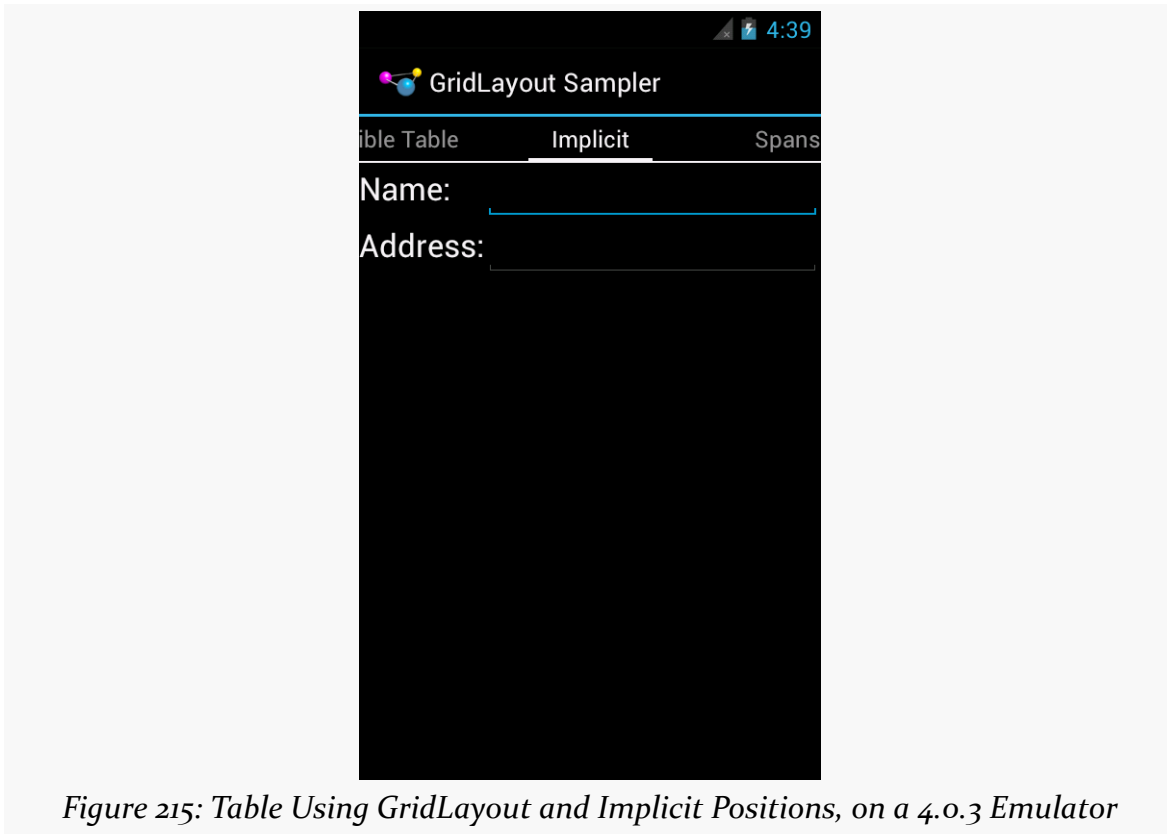 4:39
GridLayout Sampler
ible Table Implicit Spans
Name:
Address:
Figure 215: Table Using GridLayout and Implicit Positions, on a 4.0.3 Emulator